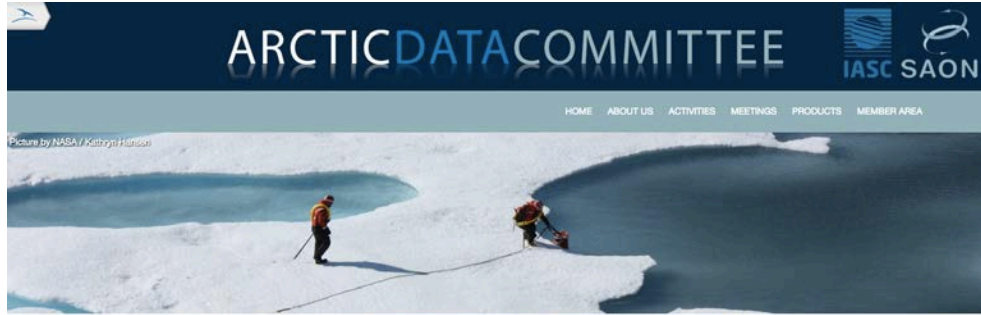 ARCTICDATACOMMITTEE
IASC SAON
HOME ABOUT US ACTIVITIES MEETINGS PRODUCTS MEMBER AREA
Picture by NASA / Kathryn Hansen